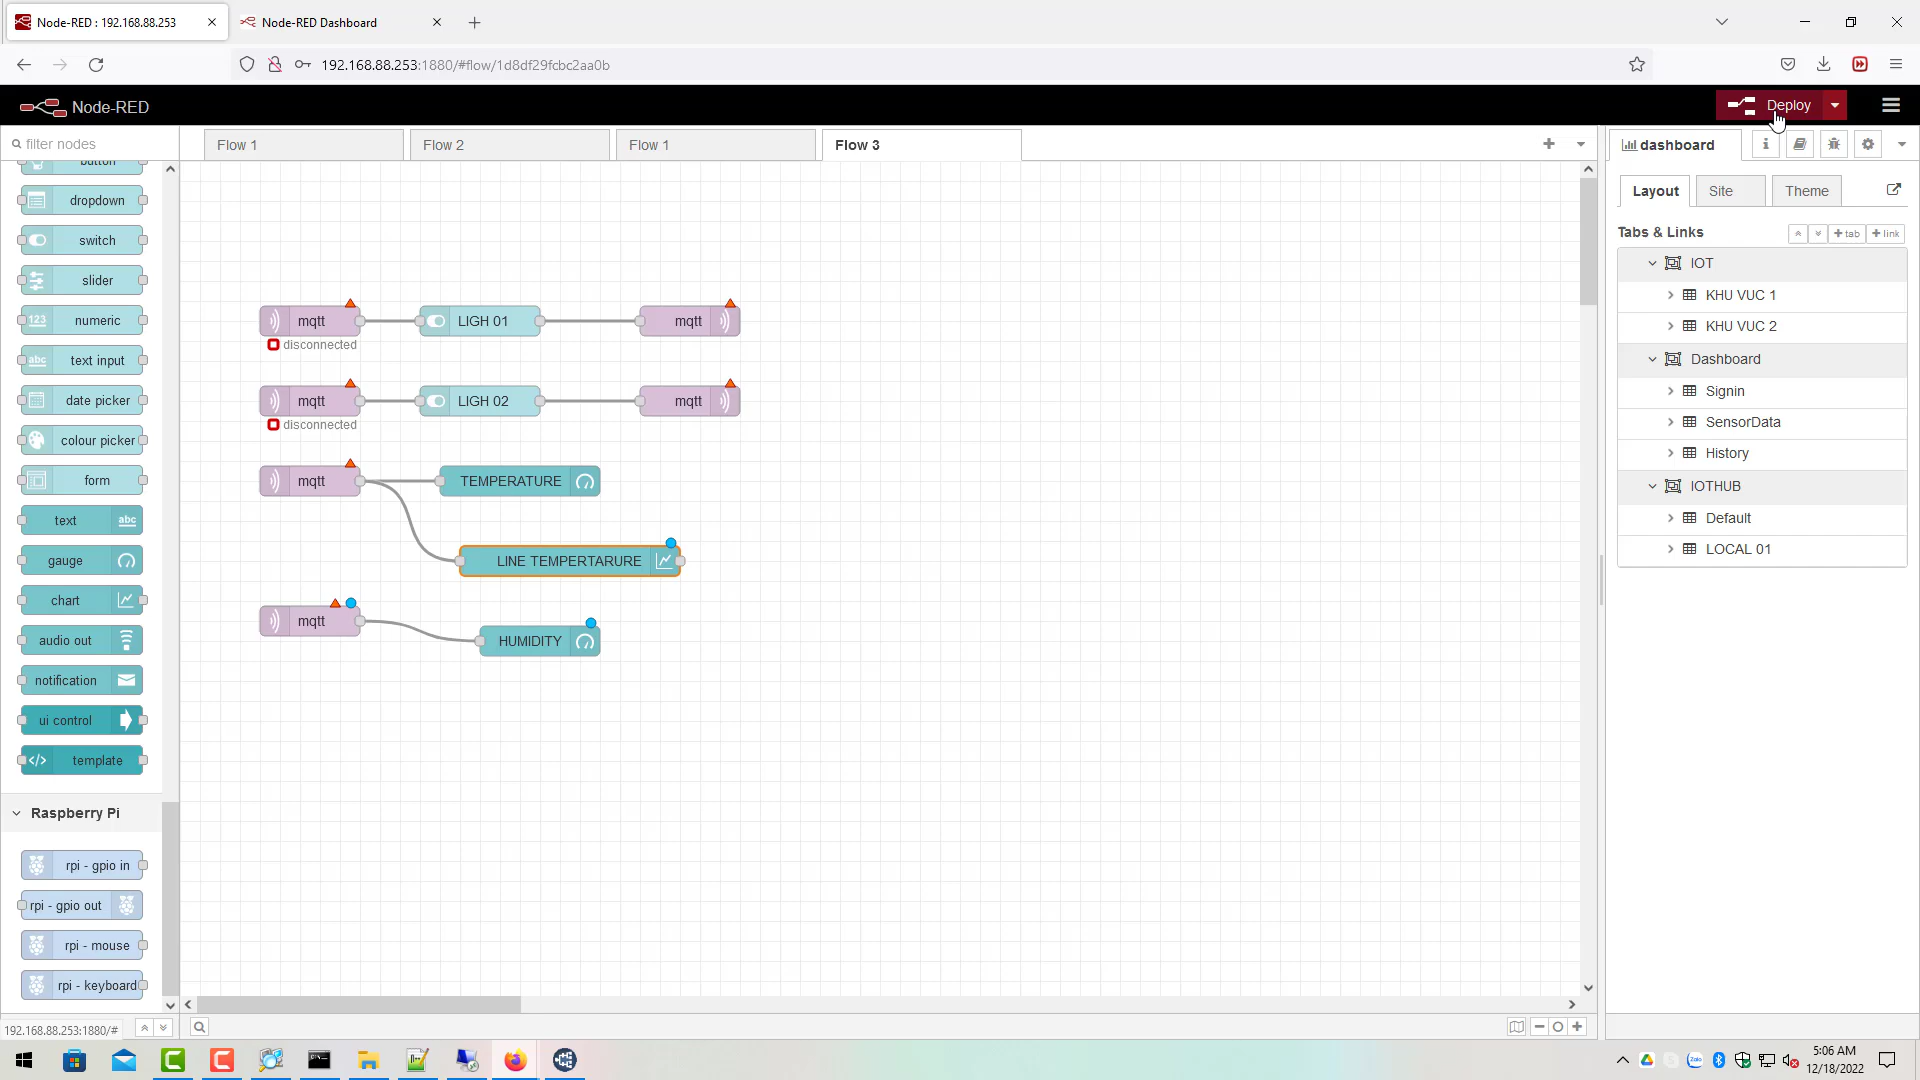 Node-RED : 192.168.88.253
Node-RED Dashboard
192.168.88.253:1880/#flow/1d8df29fcbc2aa0b
Node-RED
Deploy
filter nodes
Flow 1
Flow 2
Flow 1
Flow 3
dashboard
Layout
Site
Theme
Tabs & Links
tab
link
IOT
KHU VUC 1
KHU VUC 2
Dashboard
Signin
SensorData
History
IOTHUB
Default
LOCAL 01
button
dropdown
switch
slider
123
numeric
abc
text input
date picker
colour picker
form
text
abc
gauge
chart
audio out
notification
ui control
template
Raspberry Pi
rpi - gpio in
rpi - gpio out
rpi - mouse
rpi - keyboard
mqtt
LIGH 01
mqtt
disconnected
mqtt
LIGH 02
mqtt
disconnected
mqtt
TEMPERATURE
LINE TEMPERTARURE
mqtt
HUMIDITY
192.168.88.253:1880/#
Zalo
5:06 AM
12/18/2022